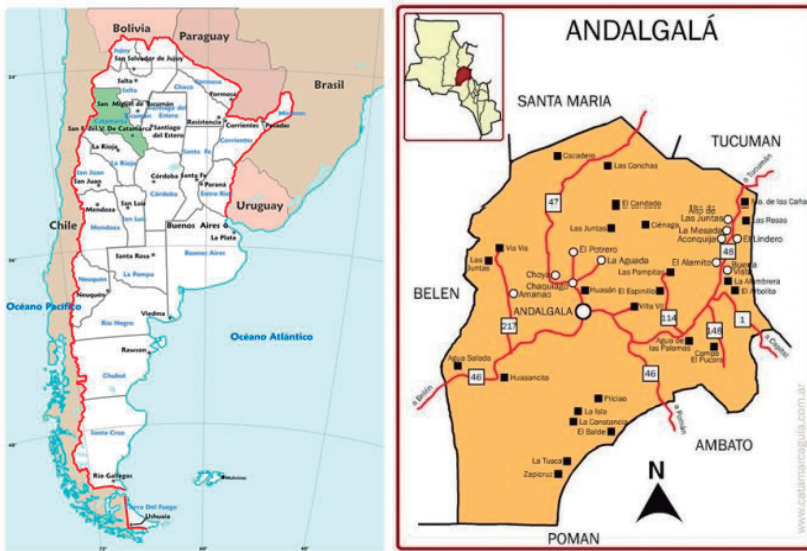 Bolivia
Paraguay
Brasil
Chile
Uruguay
Océano Pacífico
Océano Atlántico
Jujuy
San Salvador de Jujuy
Salta
Salta
Formosa
Formosa
Chaco
San Miguel de Tucumán
Tucumán
Santiago del
Estero
Catamarca
San F. del V. De Catamarca
Santiago
del Estero
Resistencia
Corrientes
Corrientes
Posadas
Misiones
La Rioja
La Rioja
Santa Fe
San Juan
San Juan
Córdoba
Córdoba
Santa Fe
Paraná
Entre Ríos
Mendoza
Mendoza
San Luis
San Luis
Buenos Aires
La Plata
Buenos Aires
Santa Rosa
La Pampa
Neuquén
Neuquén
Viedma
Río Negro
Rawson
Chubut
Santa Cruz
Río Gallegos
Malvinas
Tierra Del Fuego
Ushuaia
ANDALGALÁ
SANTA MARIA
TUCUMAN
a Tucumán
Cazadero
Las Conchas
47
El Condado
Las Juntas
Ciénaga
Alto de
Las Juntas
Las Rosas
La Mesada
Aconquija
El Lindero
48
Vis Vis
Las
Juntas
El Potrero
La Aguada
Choya
Chaquiago
Amanao
Huasán
Las Pampitas
El Espinillo
El Alamito
Buena
Vista
La Alumbrera
El Arbolito
BELEN
ANDALGALA
Villa Vil
217
114
148
1
Agua de
las Palomas
Campo
El Pucará
a Capital
Agua Salada
46
Huasancito
46
a Belén
a Pomán
Pilciao
La Isla
La Constancia
El Balde
AMBATO
La Tusca
Zapicruz
N
POMAN
www.catamarcaguia.com.ar